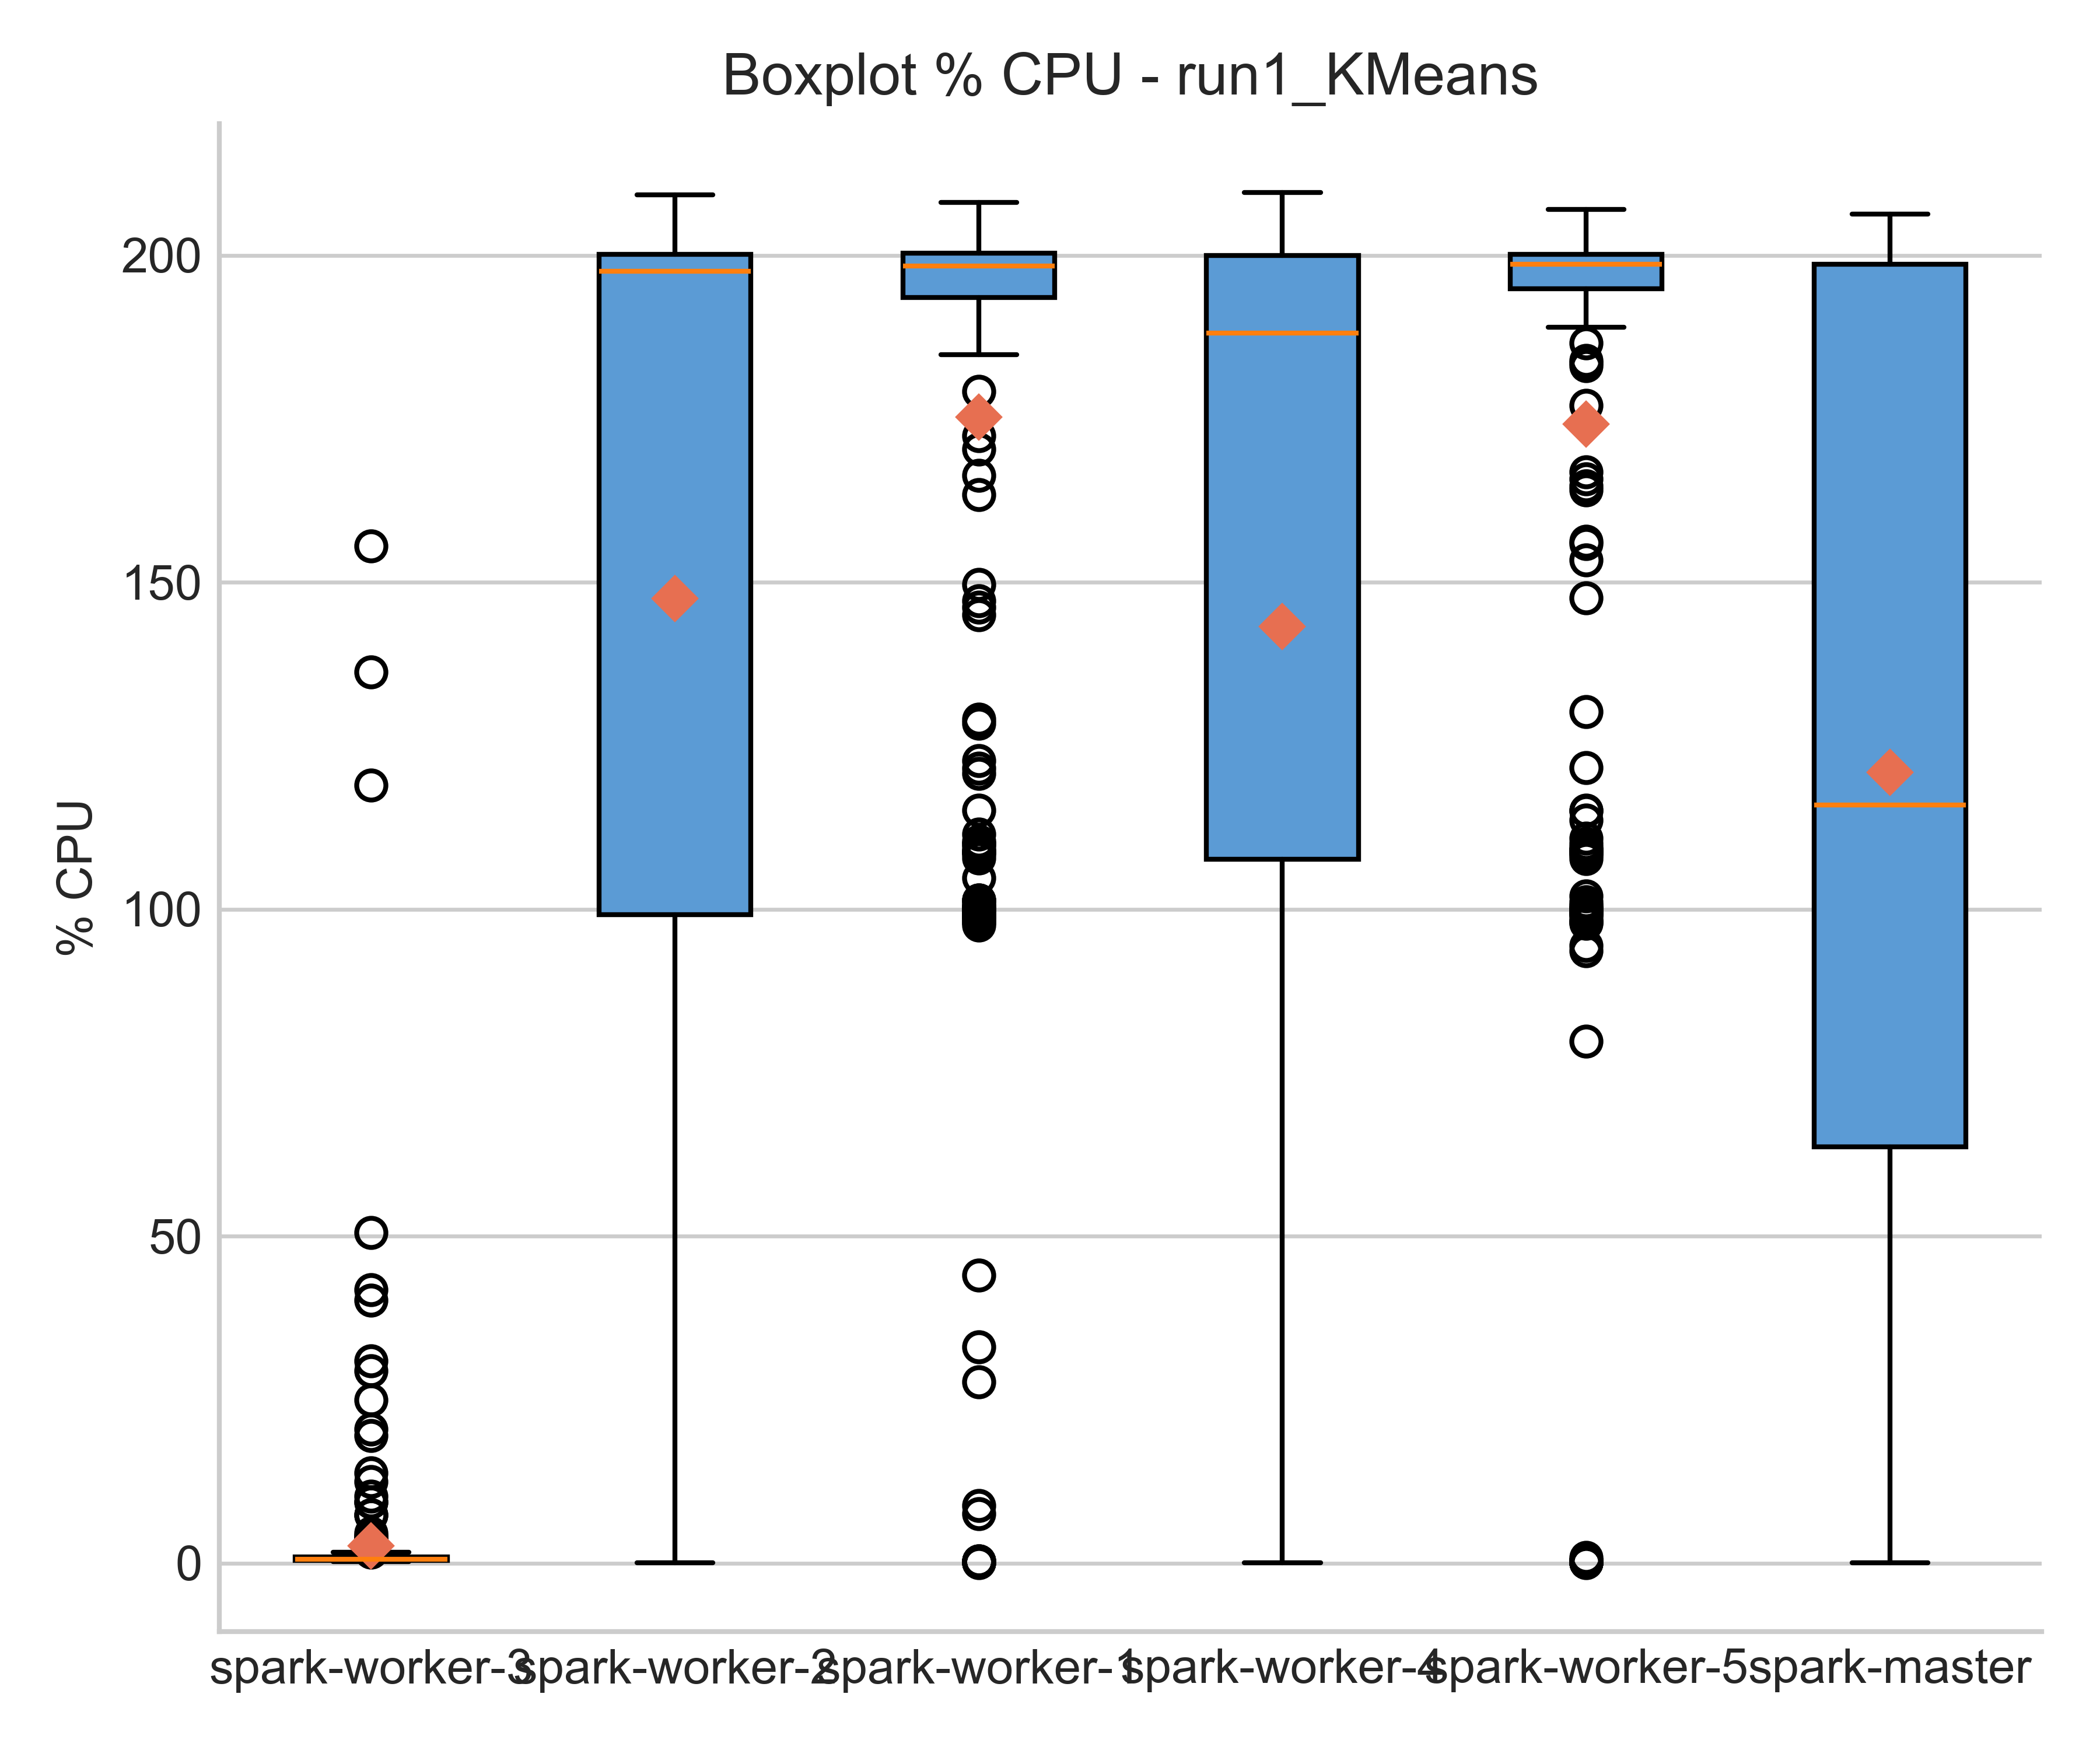 Boxplot % CPU - run1_KMeans
% CPU
200
150
100
50
0
spark-worker-3
spark-worker-2
spark-worker-1
spark-worker-4
spark-worker-5
spark-master